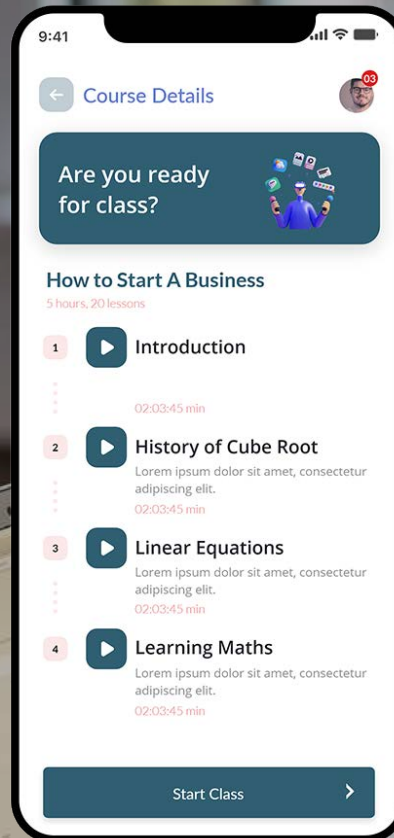 9:41
03
Course Details
Are you ready
for class?
How to Start A Business
5 hours, 20 lessons
1
Introduction
02:03:45 min
2
History of Cube Root
Lorem ipsum dolor sit amet, consectetur
adipiscing elit.
02:03:45 min
3
Linear Equations
Lorem ipsum dolor sit amet, consectetur
adipiscing elit.
02:03:45 min
4
Learning Maths
Lorem ipsum dolor sit amet, consectetur
adipiscing elit.
02:03:45 min
Start Class